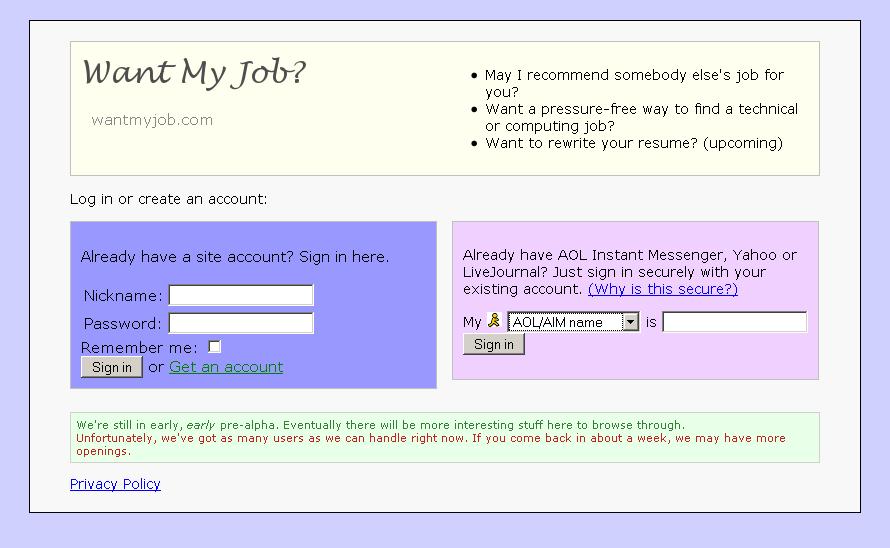 Want My Job?
wantmyjob.com
• May I recommend somebody else's job for
you?
• Want a pressure-free way to find a technical
or computing job?
• Want to rewrite your resume? (upcoming)
Log in or create an account:
Already have a site account? Sign in here.
Nickname:
Password:
Remember me:
Sign in or Get an account
Already have AOL Instant Messenger, Yahoo or
LiveJournal? Just sign in securely with your
existing account. (Why is this secure?)
My AOL/AIM name is
Sign in
We're still in early, early pre-alpha. Eventually there will be more interesting stuff here to browse through.
Unfortunately, we've got as many users as we can handle right now. If you come back in about a week, we may have more
openings.
Privacy Policy